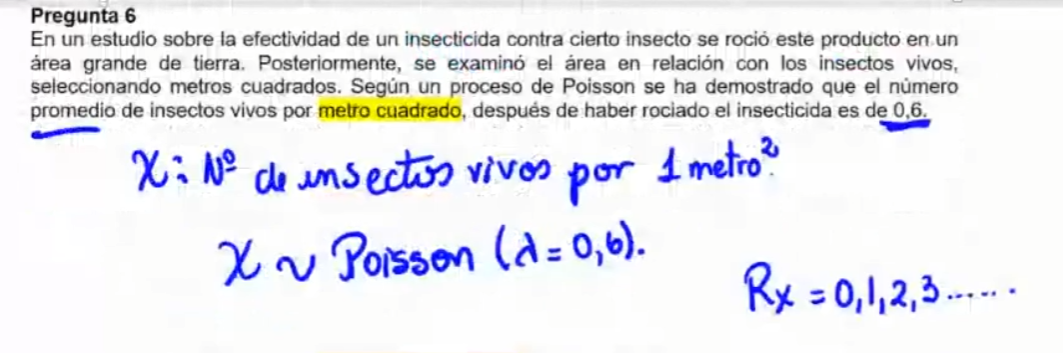 Pregunta 6
En un estudio sobre la efectividad de un insecticida contra cierto insecto se roció este producto en un
área grande de tierra. Posteriormente, se examinó el área en relación con los insectos vivos,
seleccionando metros cuadrados. Según un proceso de Poisson se ha demostrado que el número
promedio de insectos vivos por metro cuadrado, después de haber rociado el insecticida es de 0,6.
X: Nº de insectos vivos por 1 metro².
X ~ Poisson (λ = 0,6).
Rx = 0,1,2,3......